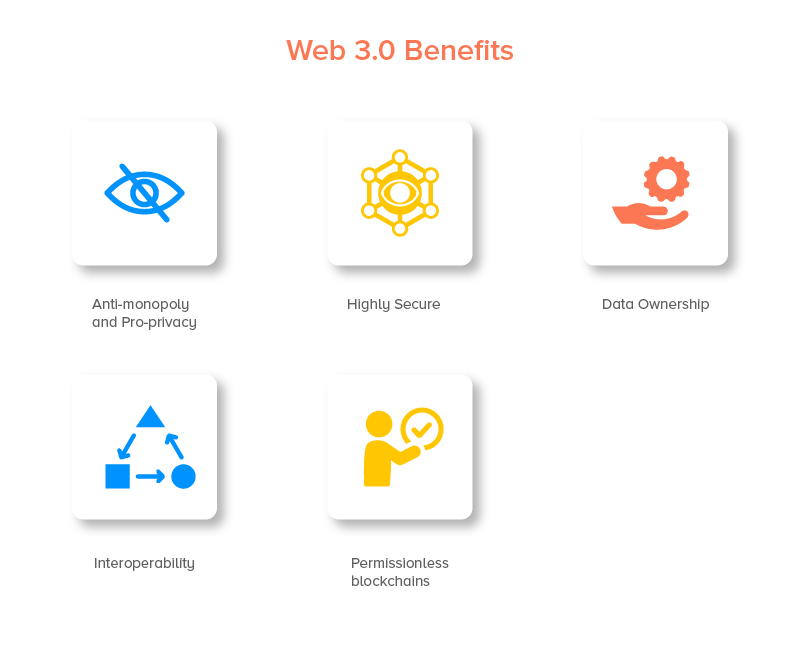 Web 3.0 Benefits
Anti-monopoly
and Pro-privacy
Highly Secure
Data Ownership
Interoperability
Permissionless
blockchains